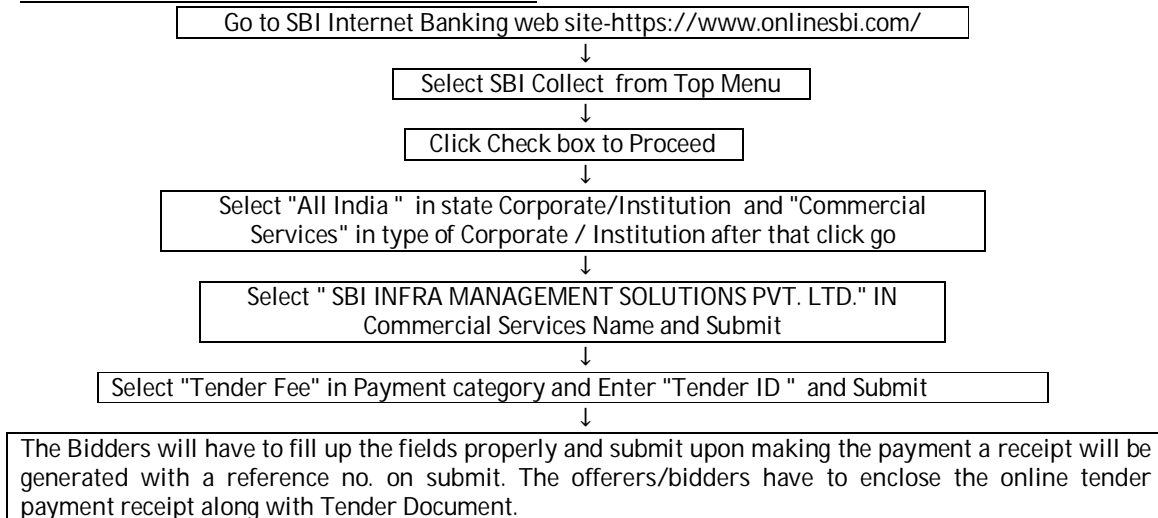 Go to SBI Internet Banking web site-https://www.onlinesbi.com/
↓
Select SBI Collect from Top Menu
↓
Click Check box to Proceed
↓
Select "All India " in state Corporate/Institution and "Commercial
Services" in type of Corporate / Institution after that click go
↓
Select " SBI INFRA MANAGEMENT SOLUTIONS PVT. LTD." IN
Commercial Services Name and Submit
↓
Select "Tender Fee" in Payment category and Enter "Tender ID " and Submit
↓
The Bidders will have to fill up the fields properly and submit upon making the payment a receipt will be
generated with a reference no. on submit. The offerers/bidders have to enclose the online tender
payment receipt along with Tender Document.